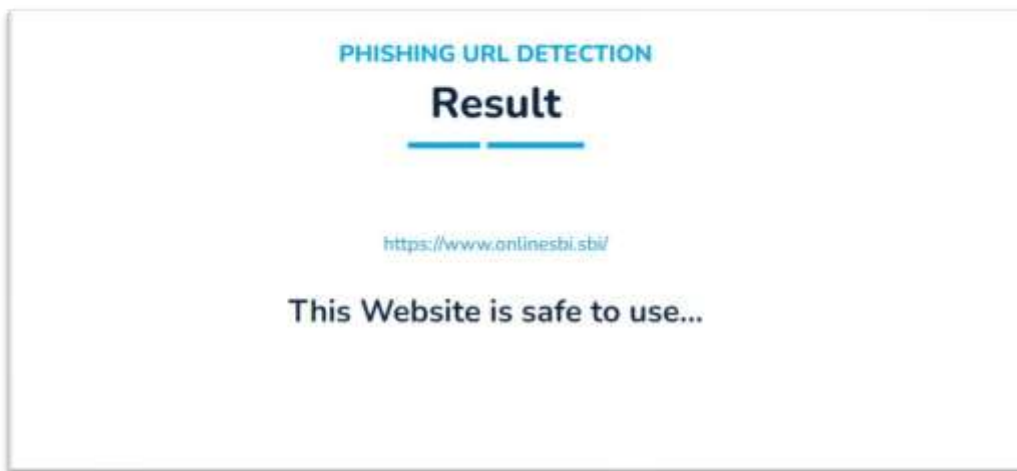 PHISHING URL DETECTION
Result
https://www.onlinesbi.sbi/
This Website is safe to use...